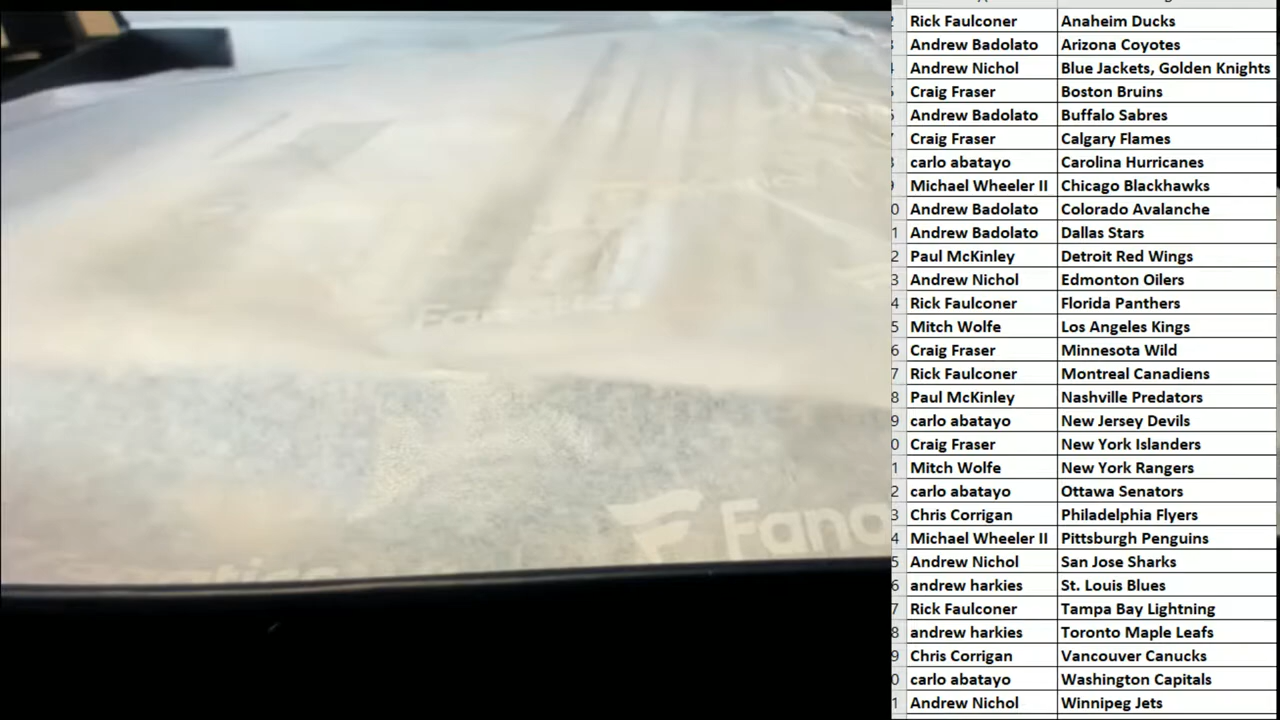 Rick Faulconer Anaheim Ducks
Andrew Badolato Arizona Coyotes
Andrew Nichol Blue Jackets, Golden Knights
Craig Fraser Boston Bruins
Andrew Badolato Buffalo Sabres
Craig Fraser Calgary Flames
carlo abatayo Carolina Hurricanes
Michael Wheeler II Chicago Blackhawks
Andrew Badolato Colorado Avalanche
Andrew Badolato Dallas Stars
Paul McKinley Detroit Red Wings
Andrew Nichol Edmonton Oilers
Rick Faulconer Florida Panthers
Mitch Wolfe Los Angeles Kings
Craig Fraser Minnesota Wild
Rick Faulconer Montreal Canadiens
Paul McKinley Nashville Predators
carlo abatayo New Jersey Devils
Craig Fraser New York Islanders
Mitch Wolfe New York Rangers
carlo abatayo Ottawa Senators
Chris Corrigan Philadelphia Flyers
Michael Wheeler II Pittsburgh Penguins
Andrew Nichol San Jose Sharks
andrew harkies St. Louis Blues
Rick Faulconer Tampa Bay Lightning
andrew harkies Toronto Maple Leafs
Chris Corrigan Vancouver Canucks
carlo abatayo Washington Capitals
Andrew Nichol Winnipeg Jets
Fana